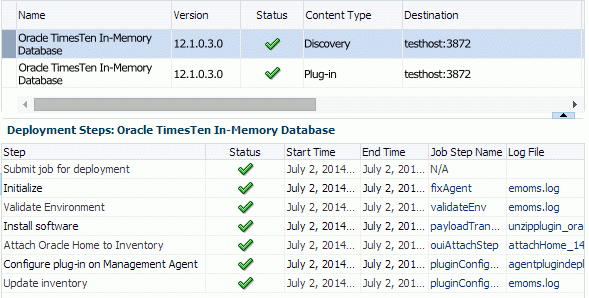 Name Version Status Content Type Destination
Oracle TimesTen In-Memory
Database 12.1.0.3.0 Discovery testhost:3872
Oracle TimesTen In-Memory
Database 12.1.0.3.0 Plug-in testhost:3872
Deployment Steps: Oracle TimesTen In-Memory Database
Step Status Start Time End Time Job Step Name Log File
Submit job for deployment July 2, 2014... July 2, 201... N/A
Initialize July 2, 2014... July 2, 201... fixAgent emoms.log
Validate Environment July 2, 2014... July 2, 201... validateEnv emoms.log
Install software July 2, 2014... July 2, 201... payloadTran... unzipplugin_ora
Attach Oracle Home to Inventory July 2, 2014... July 2, 201... ouiAttachStep attachHome_14
Configure plug-in on Management Agent July 2, 2014... July 2, 201... pluginConfig... agentplugindepl
Update inventory July 2, 2014... July 2, 201... pluginConfig... emoms.log